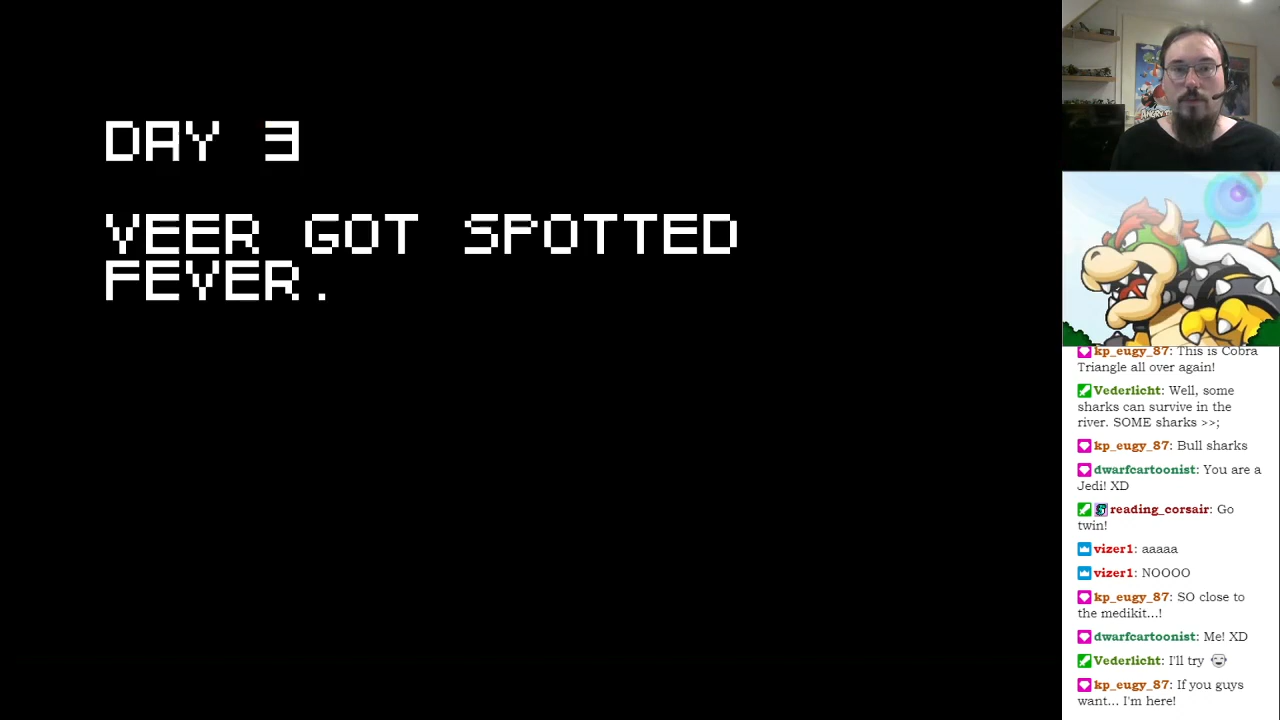 DAY 3
VEER GOT SPOTTED
FEVER.
kp_eugy_87: This is Cobra
Triangle all over again!
Vederlicht: Well, some
sharks can survive in the
river. SOME sharks >>;
kp_eugy_87: Bull sharks
dwarfcartoonist: You are a
Jedi! XD
reading_corsair: Go
twin!
vizer1: aaaaa
vizer1: NOOOO
kp_eugy_87: SO close to
the medikit...!
dwarfcartoonist: Me! XD
Vederlicht: I'll try
kp_eugy_87: If you guys
want... I'm here!